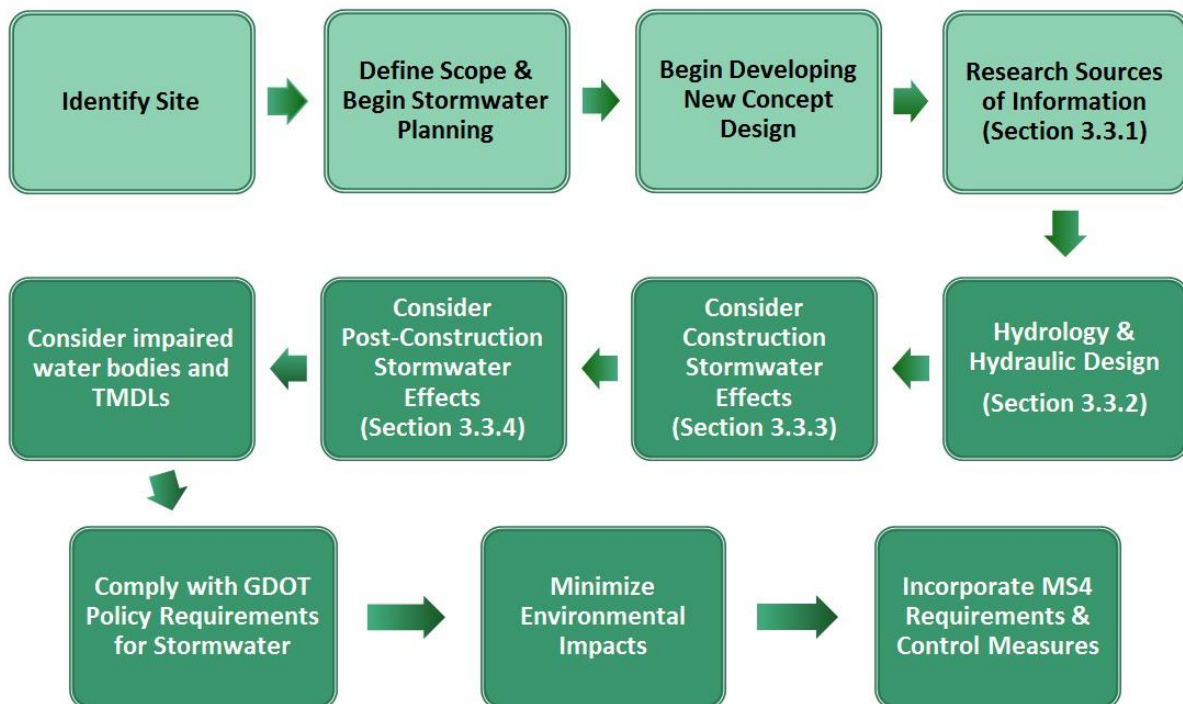 Identify Site
Define Scope &
Begin Stormwater
Planning
Begin Developing
New Concept
Design
Research Sources
of Information
(Section 3.3.1)
Hydrology &
Hydraulic Design
(Section 3.3.2)
Consider
Construction
Stormwater
Effects
(Section 3.3.3)
Consider
Post-Construction
Stormwater
Effects
(Section 3.3.4)
Consider impaired
water bodies and
TMDLs
Comply with GDOT
Policy Requirements
for Stormwater
Minimize
Environmental
Impacts
Incorporate MS4
Requirements &
Control Measures